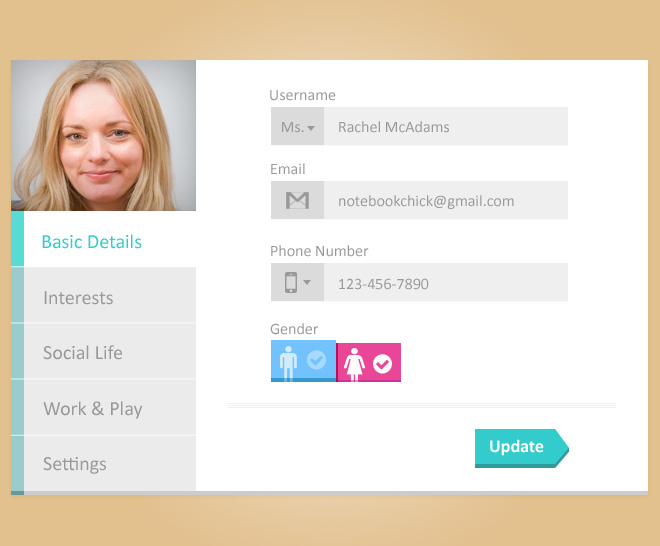 Username
Ms. Rachel McAdams
Email
notebookchick@gmail.com
Basic Details
Phone Number
Interests
123-456-7890
Gender
Social Life
Work & Play
Settings
Update